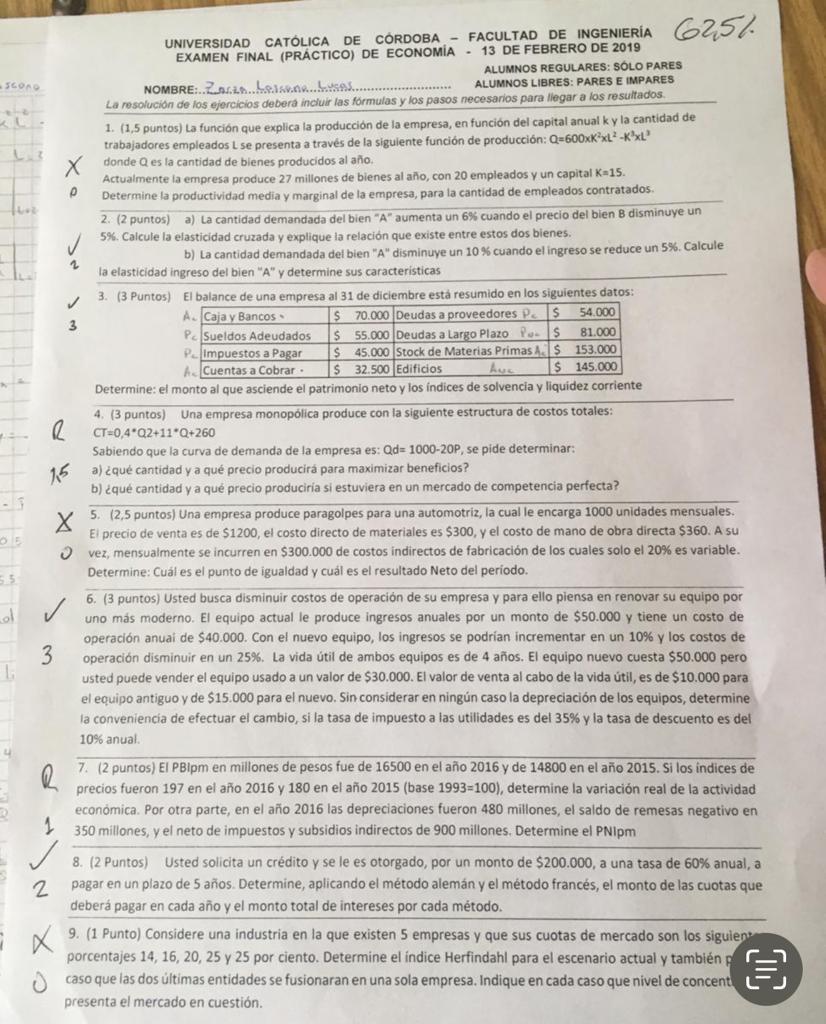 UNIVERSIDAD CATÓLICA DE CÓRDOBA – FACULTAD DE INGENIERÍA
EXAMEN FINAL (PRÁCTICO) DE ECONOMÍA - 13 DE FEBRERO DE 2019
62,5%
ALUMNOS REGULARES: SÓLO PARES
NOMBRE: Lucas
ALUMNOS LIBRES: PARES E IMPARES
La resolución de los ejercicios deberá incluir las fórmulas y los pasos necesarios para llegar a los resultados.
1. (1,5 puntos) La función que explica la producción de la empresa, en función del capital anual k y la cantidad de
trabajadores empleados L se presenta a través de la siguiente función de producción: Q=600xK²xL² -K³xL³
donde Q es la cantidad de bienes producidos al año.
X
Actualmente la empresa produce 27 millones de bienes al año, con 20 empleados y un capital K=15.
0
Determine la productividad media y marginal de la empresa, para la cantidad de empleados contratados.
2. (2 puntos) a) La cantidad demandada del bien "A" aumenta un 6% cuando el precio del bien B disminuye un
5%. Calcule la elasticidad cruzada y explique la relación que existe entre estos dos bienes.
✓
b) La cantidad demandada del bien "A" disminuye un 10 % cuando el ingreso se reduce un 5%. Calcule
2
la elasticidad ingreso del bien "A" y determine sus características
✓
3. (3 Puntos) El balance de una empresa al 31 de diciembre está resumido en los siguientes datos:
3
Ac Caja y Bancos $ 70.000 Deudas a proveedores Pc $ 54.000
Pc Sueldos Adeudados $ 55.000 Deudas a Largo Plazo Pnc $ 81.000
Pc Impuestos a Pagar $ 45.000 Stock de Materias Primas Ac $ 153.000
Ac Cuentas a Cobrar $ 32.500 Edificios Anc $ 145.000
Determine: el monto al que asciende el patrimonio neto y los índices de solvencia y liquidez corriente
4. (3 puntos) Una empresa monopólica produce con la siguiente estructura de costos totales:
R
CT=0,4*Q2+11*Q+260
Sabiendo que la curva de demanda de la empresa es: Qd= 1000-20P, se pide determinar:
1,5
a) ¿qué cantidad y a qué precio producirá para maximizar beneficios?
b) ¿qué cantidad y a qué precio produciría si estuviera en un mercado de competencia perfecta?
X
5. (2,5 puntos) Una empresa produce paragolpes para una automotriz, la cual le encarga 1000 unidades mensuales.
El precio de venta es de $1200, el costo directo de materiales es $300, y el costo de mano de obra directa $360. A su
0
vez, mensualmente se incurren en $300.000 de costos indirectos de fabricación de los cuales solo el 20% es variable.
Determine: Cuál es el punto de igualdad y cuál es el resultado Neto del período.
6. (3 puntos) Usted busca disminuir costos de operación de su empresa y para ello piensa en renovar su equipo por
✓
uno más moderno. El equipo actual le produce ingresos anuales por un monto de $50.000 y tiene un costo de
operación anual de $40.000. Con el nuevo equipo, los ingresos se podrían incrementar en un 10% y los costos de
3
operación disminuir en un 25%. La vida útil de ambos equipos es de 4 años. El equipo nuevo cuesta $50.000 pero
usted puede vender el equipo usado a un valor de $30.000. El valor de venta al cabo de la vida útil, es de $10.000 para
el equipo antiguo y de $15.000 para el nuevo. Sin considerar en ningún caso la depreciación de los equipos, determine
la conveniencia de efectuar el cambio, si la tasa de impuesto a las utilidades es del 35% y la tasa de descuento es del
10% anual.
7. (2 puntos) El PBIpm en millones de pesos fue de 16500 en el año 2016 y de 14800 en el año 2015. Si los índices de
R
precios fueron 197 en el año 2016 y 180 en el año 2015 (base 1993=100), determine la variación real de la actividad
económica. Por otra parte, en el año 2016 las depreciaciones fueron 480 millones, el saldo de remesas negativo en
1
350 millones, y el neto de impuestos y subsidios indirectos de 900 millones. Determine el PNIpm
✓
8. (2 Puntos) Usted solicita un crédito y se le es otorgado, por un monto de $200.000, a una tasa de 60% anual, a
2
pagar en un plazo de 5 años. Determine, aplicando el método alemán y el método francés, el monto de las cuotas que
deberá pagar en cada año y el monto total de intereses por cada método.
X
9. (1 Punto) Considere una industria en la que existen 5 empresas y que sus cuotas de mercado son los
porcentajes 14, 16, 20, 25 y 25 por ciento. Determine el índice Herfindahl para el escenario actual y también
0
caso que las dos últimas entidades se fusionaran en una sola empresa. Indique en cada caso que nivel de
presenta el mercado en cuestión.